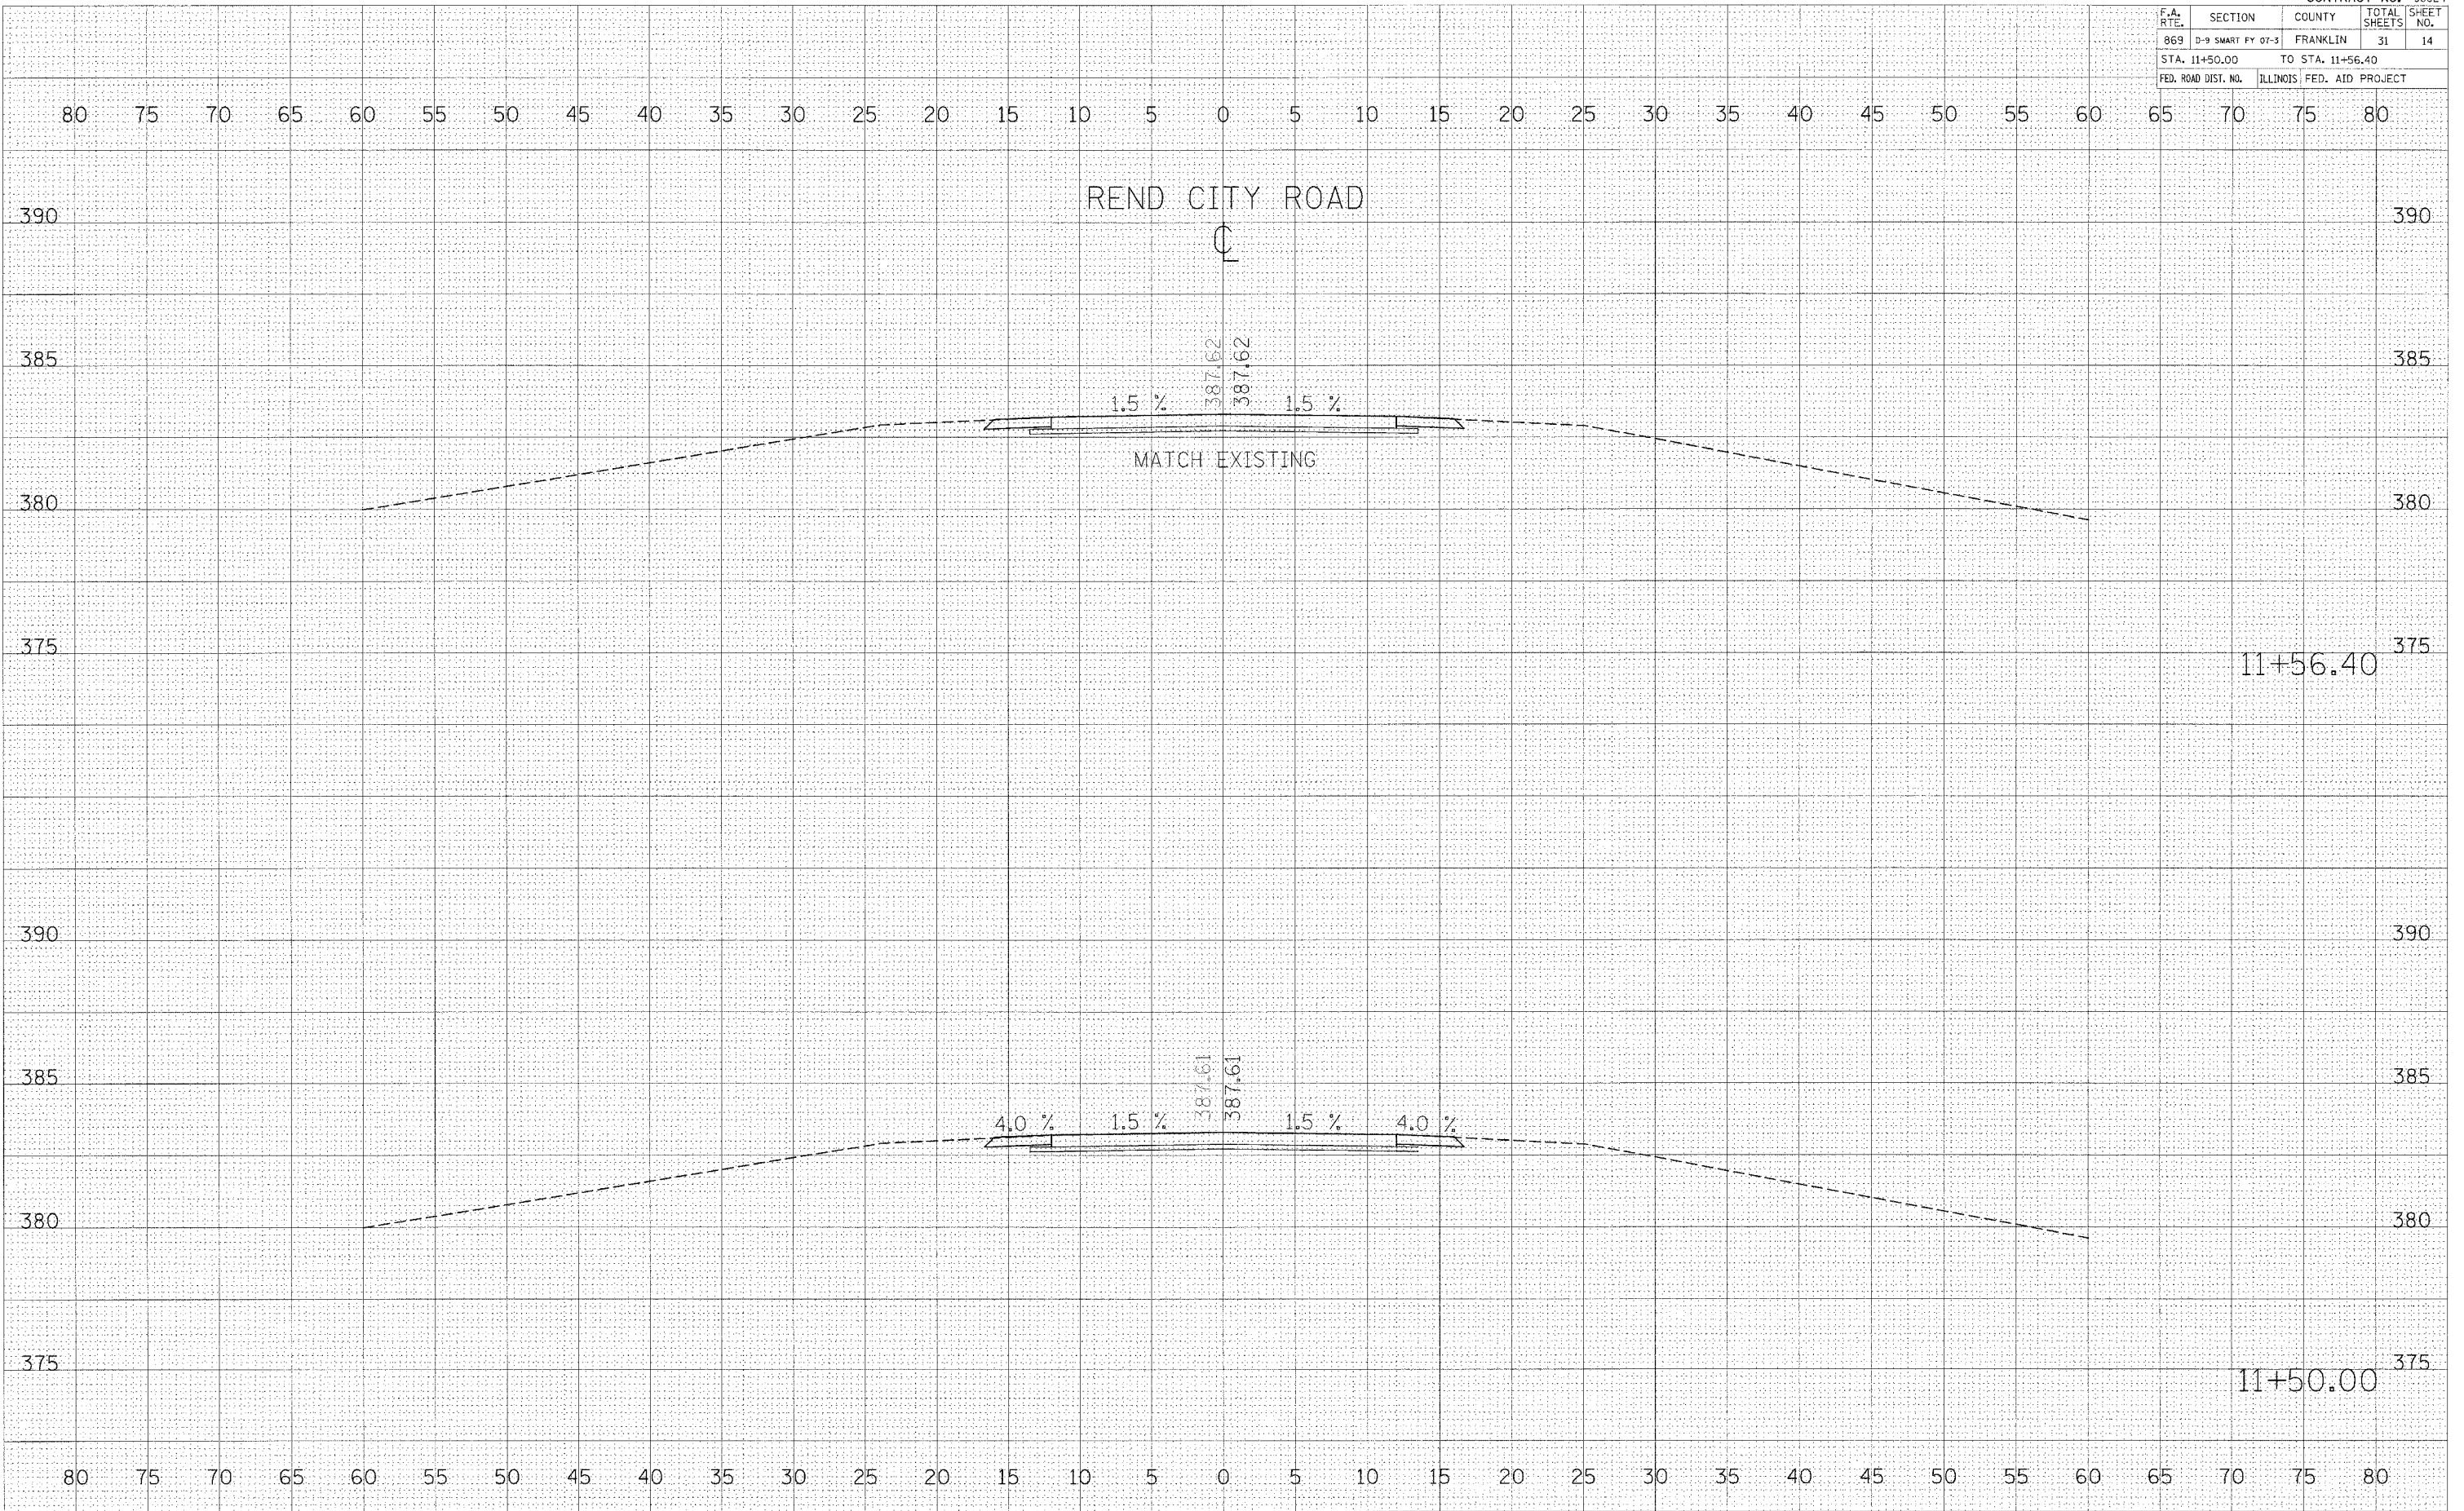 F.A. RTE. SECTION COUNTY TOTAL SHEETS SHEET NO.
869 D-9 SMART FY 07-3 FRANKLIN 31 14
STA. 11+50.00 TO STA. 11+56.40
FED. ROAD DIST. NO. ILLINOIS FED. AID PROJECT
80 75 70 65 60 55 50 45 40 35 30 25 20 15 10 5 0 5 10 15 20 25 30 35 40 45 50 55 60 65 70 75 80
REND CITY ROAD
390 390
℄
385 387.62 387.62 385
1.5 % 1.5 %
MATCH EXISTING
380 380
375 375
11+56.40
390 390
385 387.61 387.61 385
4.0 % 1.5 % 1.5 % 4.0 %
380 380
375 375
11+50.00
80 75 70 65 60 55 50 45 40 35 30 25 20 15 10 5 0 5 10 15 20 25 30 35 40 45 50 55 60 65 70 75 80